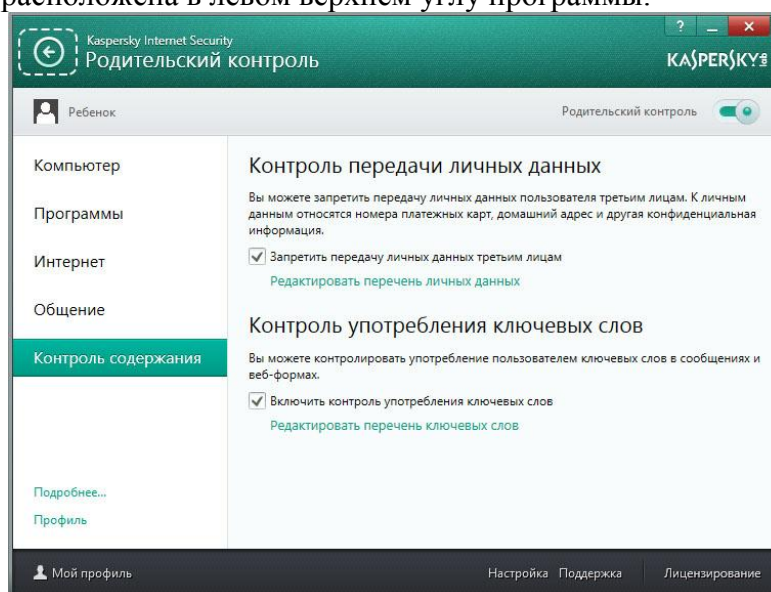 расположена в левом верхнем углу программы.
? _ x
Kaspersky Internet Security
Родительский контроль
KASPERSKY
Ребенок
Родительский контроль
Компьютер
Программы
Интернет
Общение
Контроль содержания
Подробнее...
Профиль
Контроль передачи личных данных
Вы можете запретить передачу личных данных пользователя третьим лицам. К личным
данным относятся номера платежных карт, домашний адрес и другая конфиденциальная
информация.
Запретить передачу личных данных третьим лицам
Редактировать перечень личных данных
Контроль употребления ключевых слов
Вы можете контролировать употребление пользователем ключевых слов в сообщениях и
веб-формах.
Включить контроль употребления ключевых слов
Редактировать перечень ключевых слов
Мой профиль
Настройка Поддержка Лицензирование